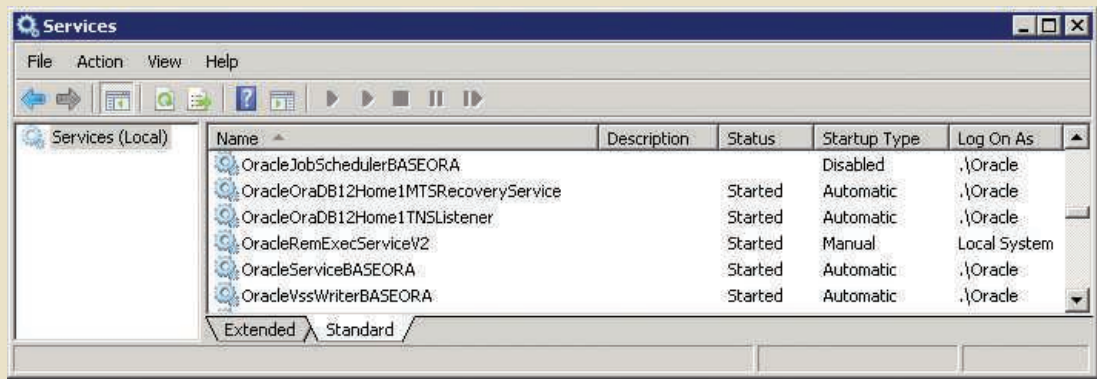 Services
File Action View Help
Services (Local)
Name Description Status Startup Type Log On As
OracleJobSchedulerBASEORA Disabled .\Oracle
OracleOraDB12Home1MTSRecoveryService Started Automatic .\Oracle
OracleOraDB12Home1TNSListener Started Automatic .\Oracle
OracleRemExecServiceV2 Started Manual Local System
OracleServiceBASEORA Started Automatic .\Oracle
OracleVssWriterBASEORA Started Automatic .\Oracle
Extended Standard